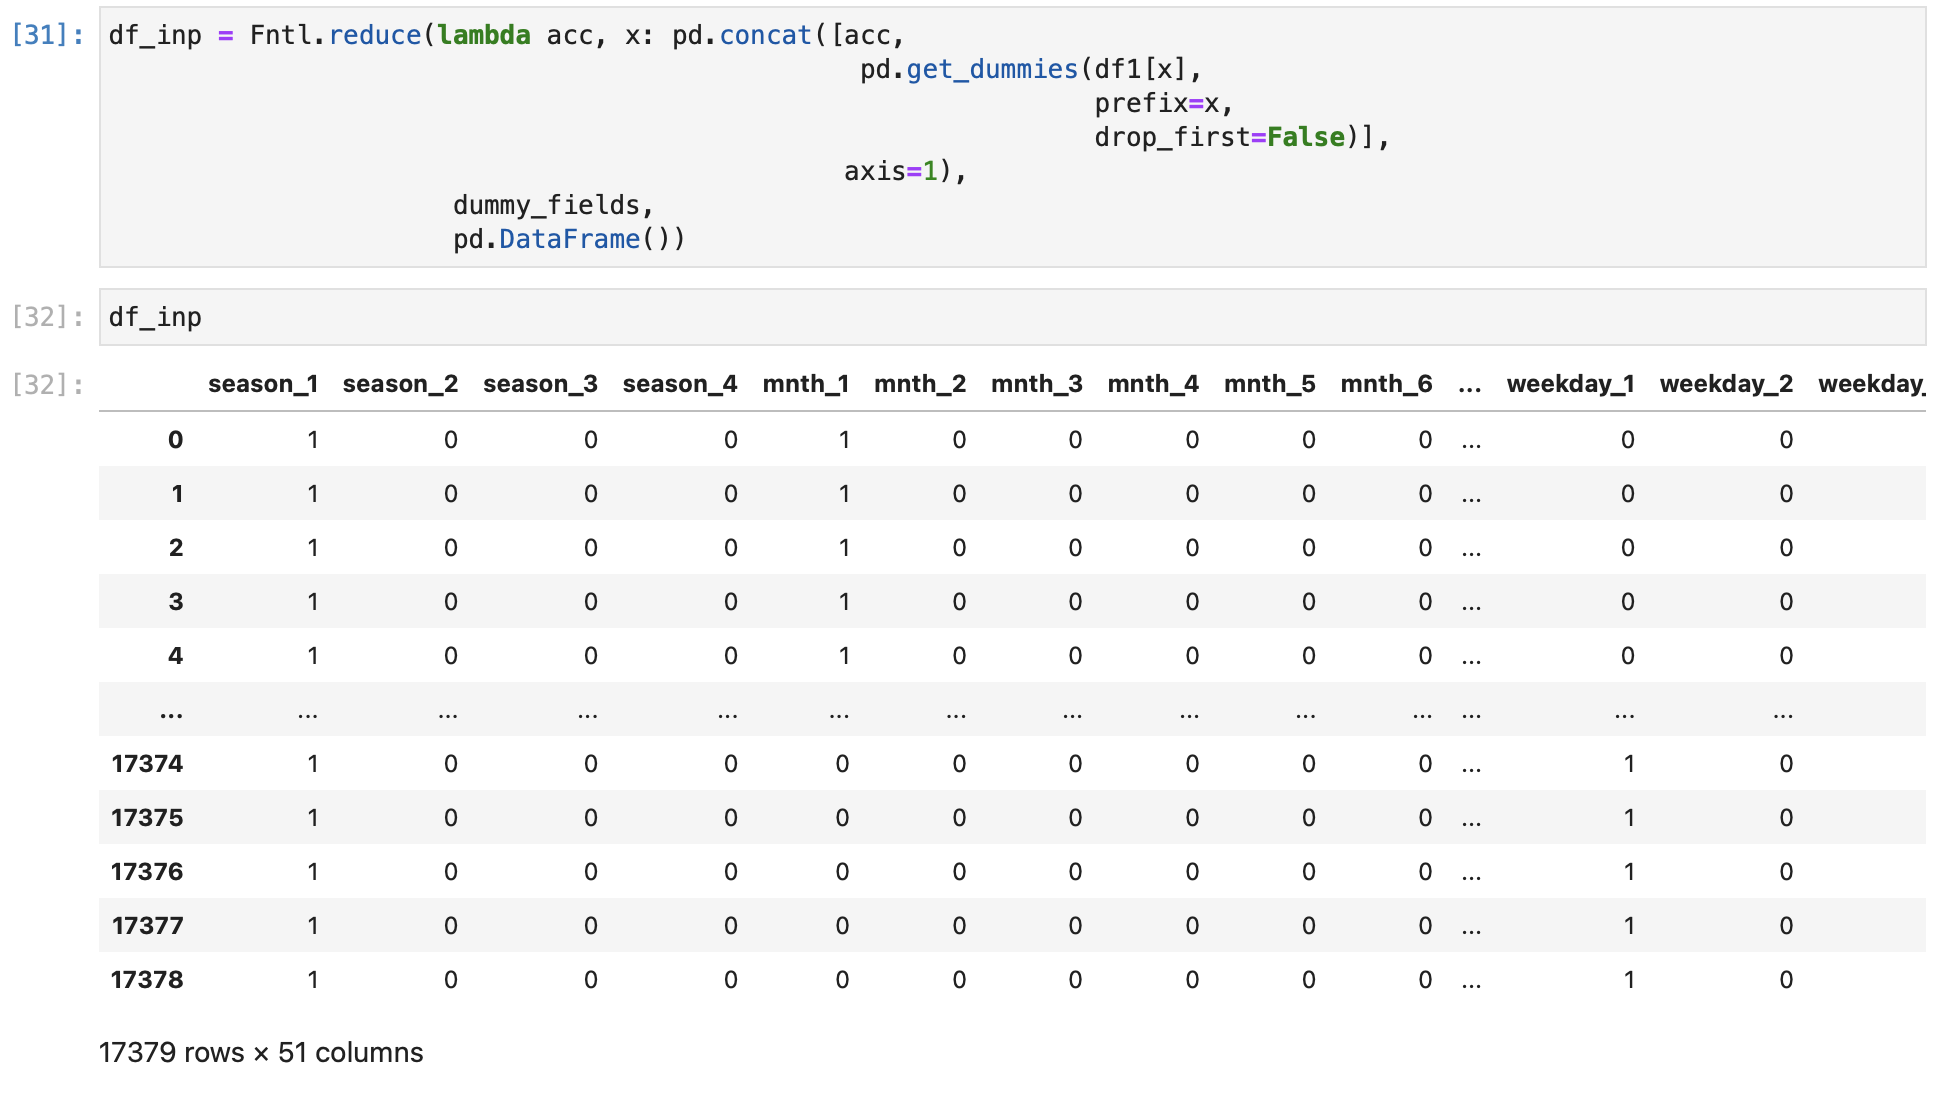 [31]: df_inp = Fntl.reduce(lambda acc, x: pd.concat([acc,
pd.get_dummies(df1[x],
prefix=x,
drop_first=False)],
axis=1),
dummy_fields,
pd.DataFrame())
[32]: df_inp
[32]: season_1 season_2 season_3 season_4 mnth_1 mnth_2 mnth_3 mnth_4 mnth_5 mnth_6 ... weekday_1 weekday_2 weekday_
0 1 0 0 0 1 0 0 0 0 0 ... 0 0
1 1 0 0 0 1 0 0 0 0 0 ... 0 0
2 1 0 0 0 1 0 0 0 0 0 ... 0 0
3 1 0 0 0 1 0 0 0 0 0 ... 0 0
4 1 0 0 0 1 0 0 0 0 0 ... 0 0
... ... ... ... ... ... ... ... ... ... ... ... ... ...
17374 1 0 0 0 0 0 0 0 0 0 ... 1 0
17375 1 0 0 0 0 0 0 0 0 0 ... 1 0
17376 1 0 0 0 0 0 0 0 0 0 ... 1 0
17377 1 0 0 0 0 0 0 0 0 0 ... 1 0
17378 1 0 0 0 0 0 0 0 0 0 ... 1 0
17379 rows × 51 columns